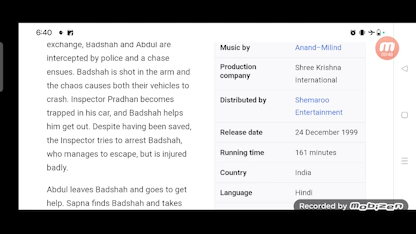 6:40
exchange, Badshah and Abdul are
intercepted by police and a chase
ensues. Badshah is shot in the arm and
the chaos causes both their vehicles to
crash. Inspector Pradhan becomes
trapped in his car, and Badshah helps
him get out. Despite having been saved,
the Inspector tries to arrest Badshah,
who manages to escape, but is injured
badly.
Abdul leaves Badshah and goes to get
help. Sapna finds Badshah and takes
Music by Anand–Milind
Production company Shree Krishna International
Distributed by Shemaroo Entertainment
Release date 24 December 1999
Running time 161 minutes
Country India
Language Hindi
Recorded by Mobizen